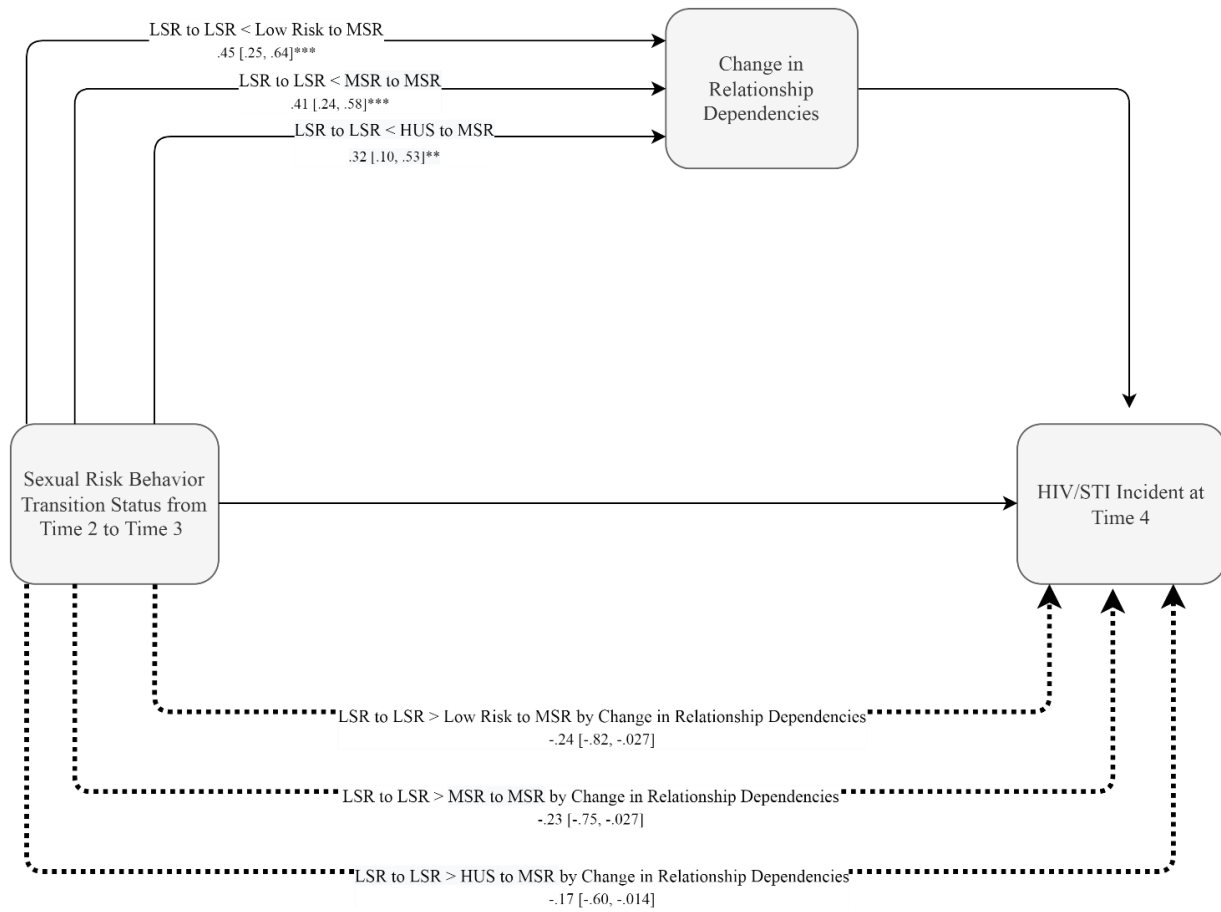 LSR to LSR < Low Risk to MSR
.45 [.25, .64]***
LSR to LSR < MSR to MSR
.41 [.24, .58]***
LSR to LSR < HUS to MSR
.32 [.10, .53]**
Change in
Relationship
Dependencies
Sexual Risk Behavior
Transition Status from
Time 2 to Time 3
HIV/STI Incident at
Time 4
LSR to LSR > Low Risk to MSR by Change in Relationship Dependencies
-.24 [-.82, -.027]
LSR to LSR > MSR to MSR by Change in Relationship Dependencies
-.23 [-.75, -.027]
LSR to LSR > HUS to MSR by Change in Relationship Dependencies
-.17 [-.60, -.014]